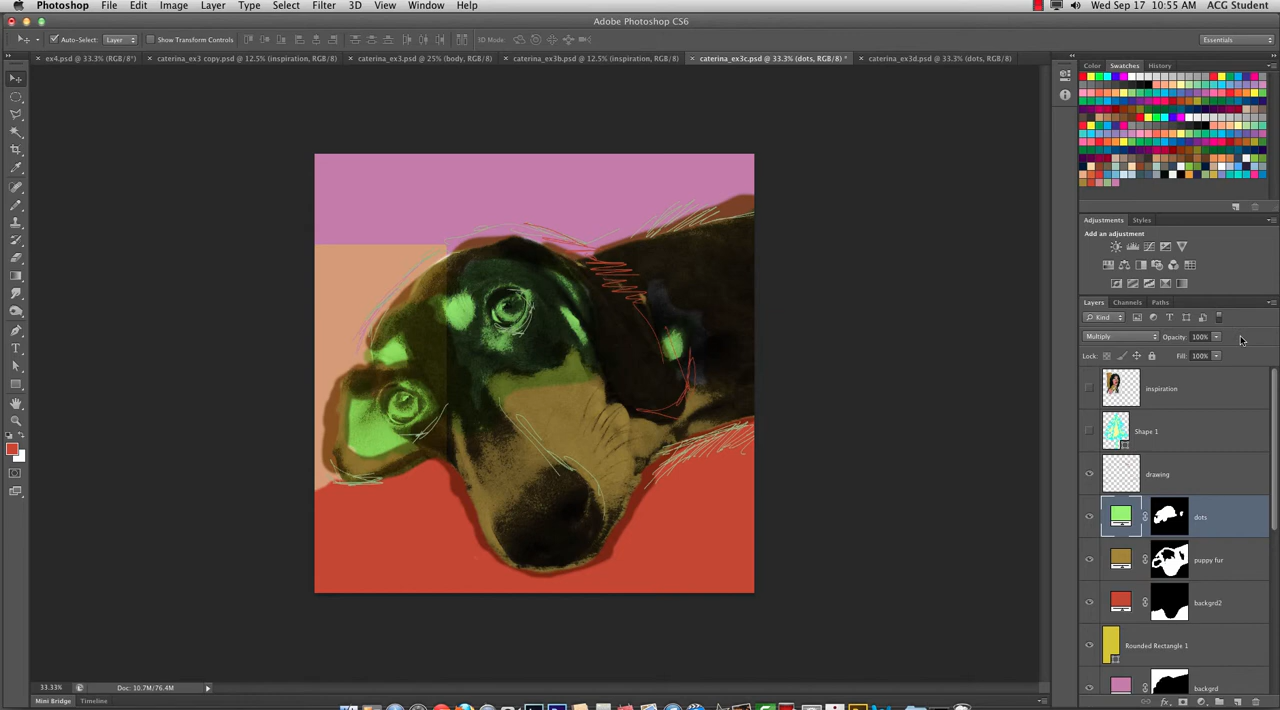 Photoshop File Edit Image Layer Type Select Filter 3D View Window Help Wed Sep 17 10:55 AM ACG Student
Adobe Photoshop CS6
Auto-Select: Layer Show Transform Controls 3D Mode: Essentials
ex4.psd @ 33.3% (RGB/8*) caterina_ex3 copy.psd @ 12.5% (inspiration, RGB/8) caterina_ex3.psd @ 25% (body, RGB/8) caterina_ex3b.psd @ 12.5% (inspiration, RGB/8) caterina_ex3c.psd @ 33.3% (dots, RGB/8) * caterina_ex3d.psd @ 33.3% (dots, RGB/8)
Color Swatches History
Adjustments Styles
Add an adjustment
Layers Channels Paths
Kind
Multiply Opacity: 100%
Lock: Fill: 100%
inspiration
Shape 1
drawing
dots
puppy fur
backgrd2
Rounded Rectangle 1
backgrd
33.33% Doc: 10.7M/76.4M
Mini Bridge Timeline